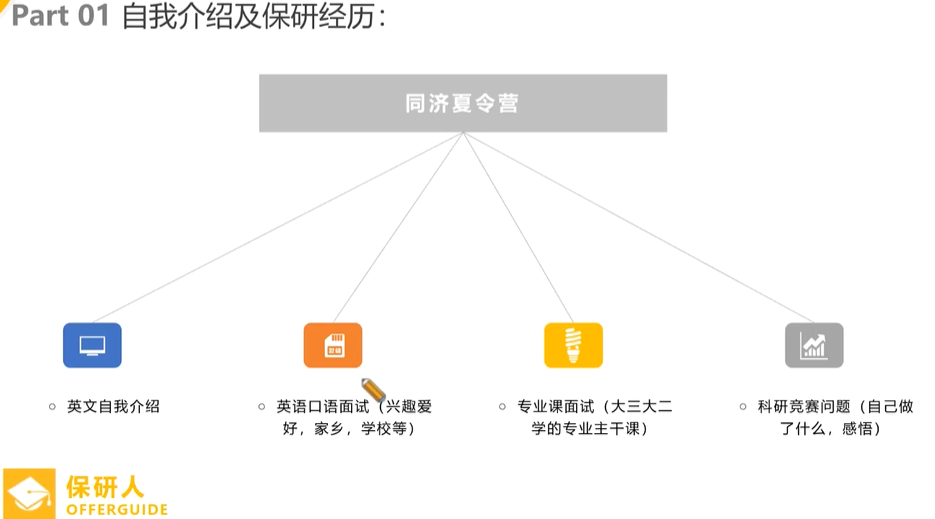 Part 01 自我介绍及保研经历：
同济夏令营
英文自我介绍
英语口语面试（兴趣爱
好，家乡，学校等）
专业课面试（大三大二
学的专业主干课）
科研竞赛问题（自己做
了什么，感悟）
保研人
OFFERGUIDE